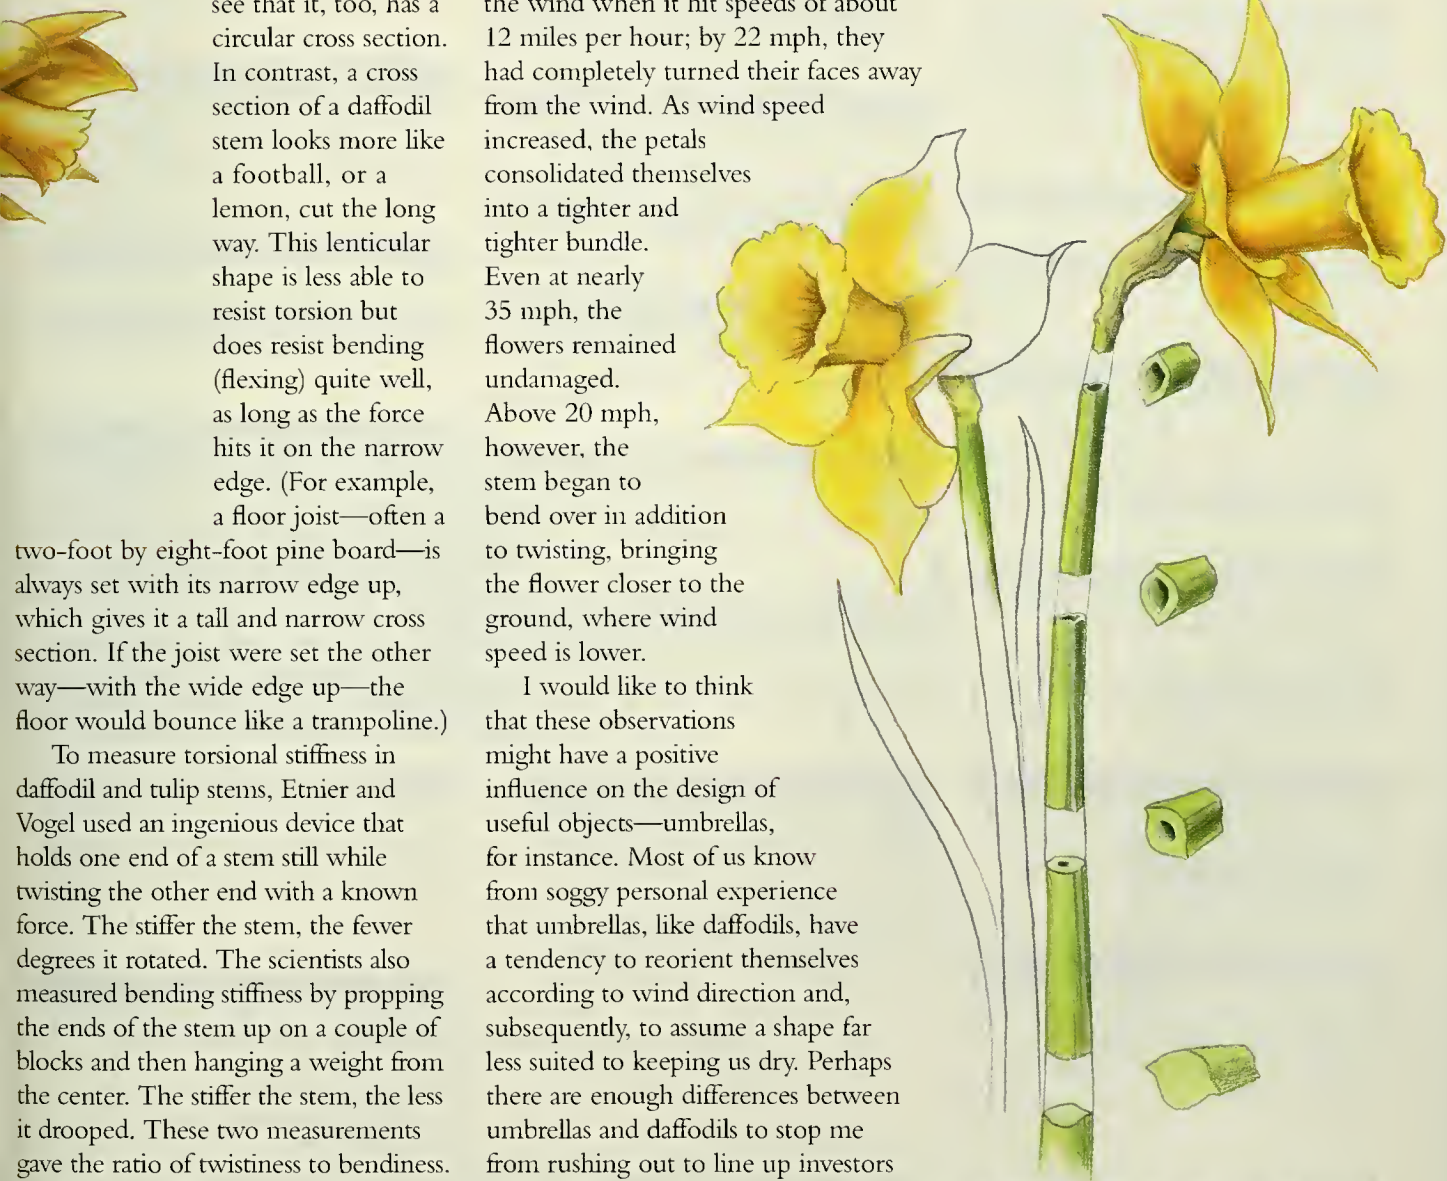 see that it, too, has a
circular cross section.
In contrast, a cross
section of a daffodil
stem looks more like
a football, or a
lemon, cut the long
way. This lenticular
shape is less able to
resist torsion but
does resist bending
(flexing) quite well,
as long as the force
hits it on the narrow
edge. (For example,
a floor joist—often a
two-foot by eight-foot pine board—is
always set with its narrow edge up,
which gives it a tall and narrow cross
section. If the joist were set the other
way—with the wide edge up—the
floor would bounce like a trampoline.)
To measure torsional stiffness in
daffodil and tulip stems, Etnier and
Vogel used an ingenious device that
holds one end of a stem still while
twisting the other end with a known
force. The stiffer the stem, the fewer
degrees it rotated. The scientists also
measured bending stiffness by propping
the ends of the stem up on a couple of
blocks and then hanging a weight from
the center. The stiffer the stem, the less
it drooped. These two measurements
gave the ratio of twistiness to bendiness.
the wind when it hit speeds of about
12 miles per hour; by 22 mph, they
had completely turned their faces away
from the wind. As wind speed
increased, the petals
consolidated themselves
into a tighter and
tighter bundle.
Even at nearly
35 mph, the
flowers remained
undamaged.
Above 20 mph,
however, the
stem began to
bend over in addition
to twisting, bringing
the flower closer to the
ground, where wind
speed is lower.
I would like to think
that these observations
might have a positive
influence on the design of
useful objects—umbrellas,
for instance. Most of us know
from soggy personal experience
that umbrellas, like daffodils, have
a tendency to reorient themselves
according to wind direction and,
subsequently, to assume a shape far
less suited to keeping us dry. Perhaps
there are enough differences between
umbrellas and daffodils to stop me
from rushing out to line up investors